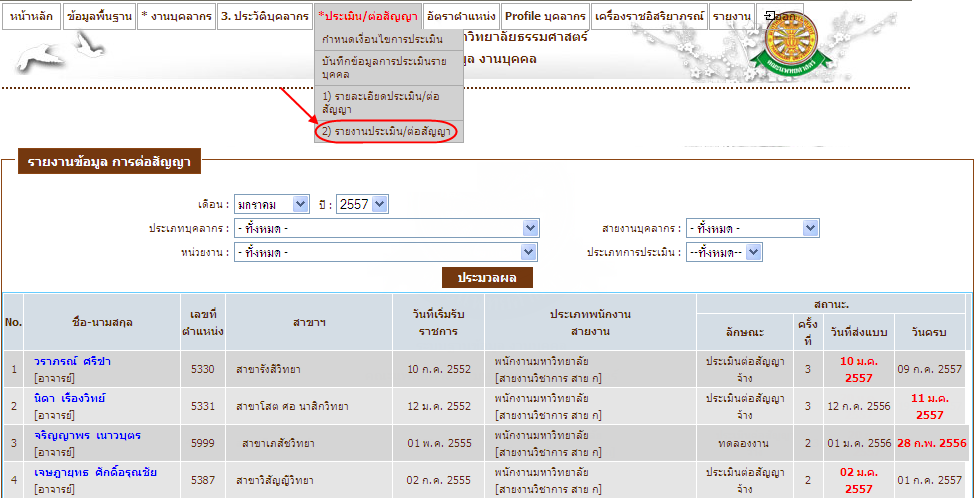 หน้าหลัก ข้อมูลพื้นฐาน * งานบุคลากร 3. ประวัติบุคลากร *ประเมิน/ต่อสัญญา อัตราตำแหน่ง Profile บุคลากร เครื่องราชอิสริยาภรณ์ รายงาน ออก
าวิทยาลัยธรรมศาสตร์
มูล งานบุคคล
กำหนดเงื่อนไขการประเมิน
บันทึกข้อมูลการประเมินราย
บุคคล
1) รายละเอียดประเมิน/ต่อ
สัญญา
2) รายงานประเมิน/ต่อสัญญา
คณะแพทยศาสตร์
รายงานข้อมูล การต่อสัญญา
เดือน : มกราคม ปี : 2557
ประเภทบุคลากร : - ทั้งหมด - สายงานบุคลากร : - ทั้งหมด -
หน่วยงาน : - ทั้งหมด - ประเภทการประเมิน : --ทั้งหมด--
ประมวลผล
No. ชื่อ-นามสกุล เลขที่ตำแหน่ง สาขาฯ วันที่เริ่มรับราชการ ประเภทพนักงาน สายงาน สถานะ.
ลักษณะ ครั้งที่ วันที่ส่งแบบ วันครบ
1 วราภรณ์ ศรีชา 5330 สาขารังสีวิทยา 10 ก.ค. 2552 พนักงานมหาวิทยาลัย ประเมินต่อสัญญาจ้าง 3 10 ม.ค. 2557 09 ก.ค. 2557
[อาจารย์] [สายงานวิชาการ สาย ก]
2 นิดา เรืองวิทย์ 5331 สาขาโสต ศอ นาสิกวิทยา 12 ม.ค. 2552 พนักงานมหาวิทยาลัย ประเมินต่อสัญญาจ้าง 3 12 ก.ค. 2556 11 ม.ค. 2557
[อาจารย์] [สายงานวิชาการ สาย ก]
3 จริญญาพร เนาวบุตร 5999 สาขาเภสัชวิทยา 01 พ.ค. 2555 พนักงานมหาวิทยาลัย ทดลองงาน 2 01 ม.ค. 2556 28 ก.พ. 2556
[อาจารย์] [สายงานวิชาการ สาย ก]
4 เจษฎายุทธ ศักดิ์อรุณชัย 5387 สาขาวิสัญญีวิทยา 02 ก.ค. 2555 พนักงานมหาวิทยาลัย ประเมินต่อสัญญาจ้าง 2 02 ม.ค. 2557 01 ก.ค. 2557
[อาจารย์] [สายงานวิชาการ สาย ก]